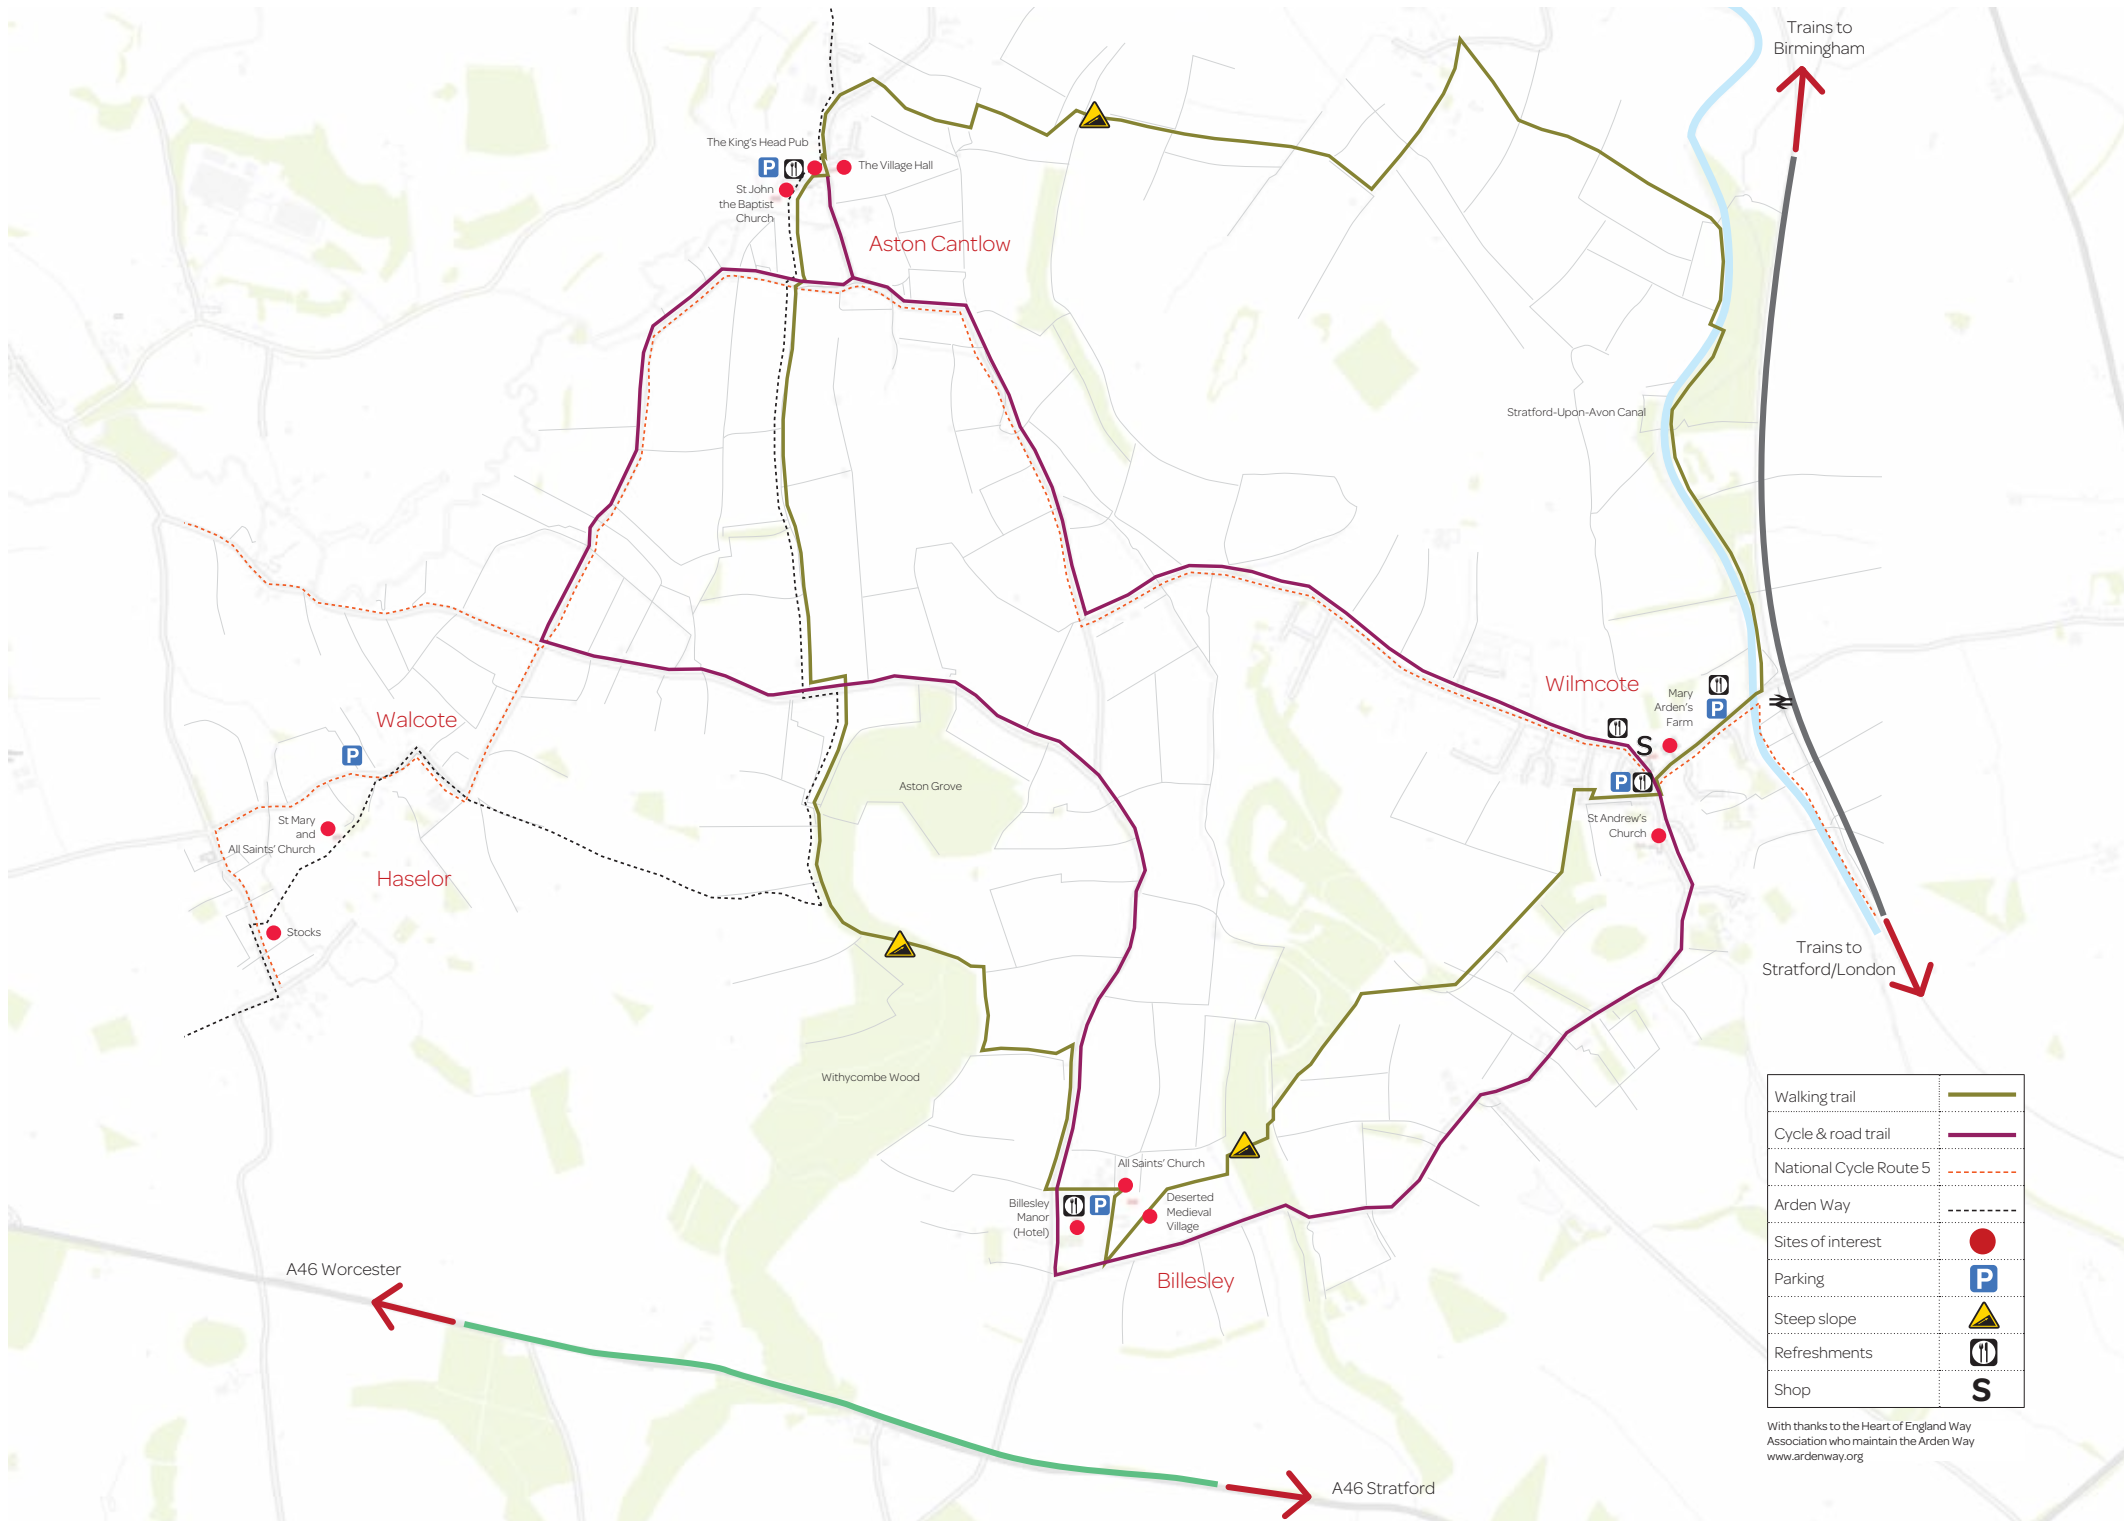 Trains to
Birmingham
The King's Head Pub
P
The Village Hall
St John
the Baptist
Church
Aston Cantlow
Stratford-Upon-Avon Canal
Wilmcote
Mary
Arden's
Farm
P
S
P
St Andrew's
Church
Walcote
P
Aston Grove
St Mary
and
All Saints' Church
Haselor
Stocks
Trains to
Stratford/London
Withycombe Wood
All Saints' Church
Billesley
Manor
(Hotel)
P
Deserted
Medieval
Village
Billesley
A46 Worcester
A46 Stratford
Walking trail
Cycle & road trail
National Cycle Route 5
Arden Way
Sites of interest
Parking P
Steep slope
Refreshments
Shop S
With thanks to the Heart of England Way
Association who maintain the Arden Way
www.ardenway.org